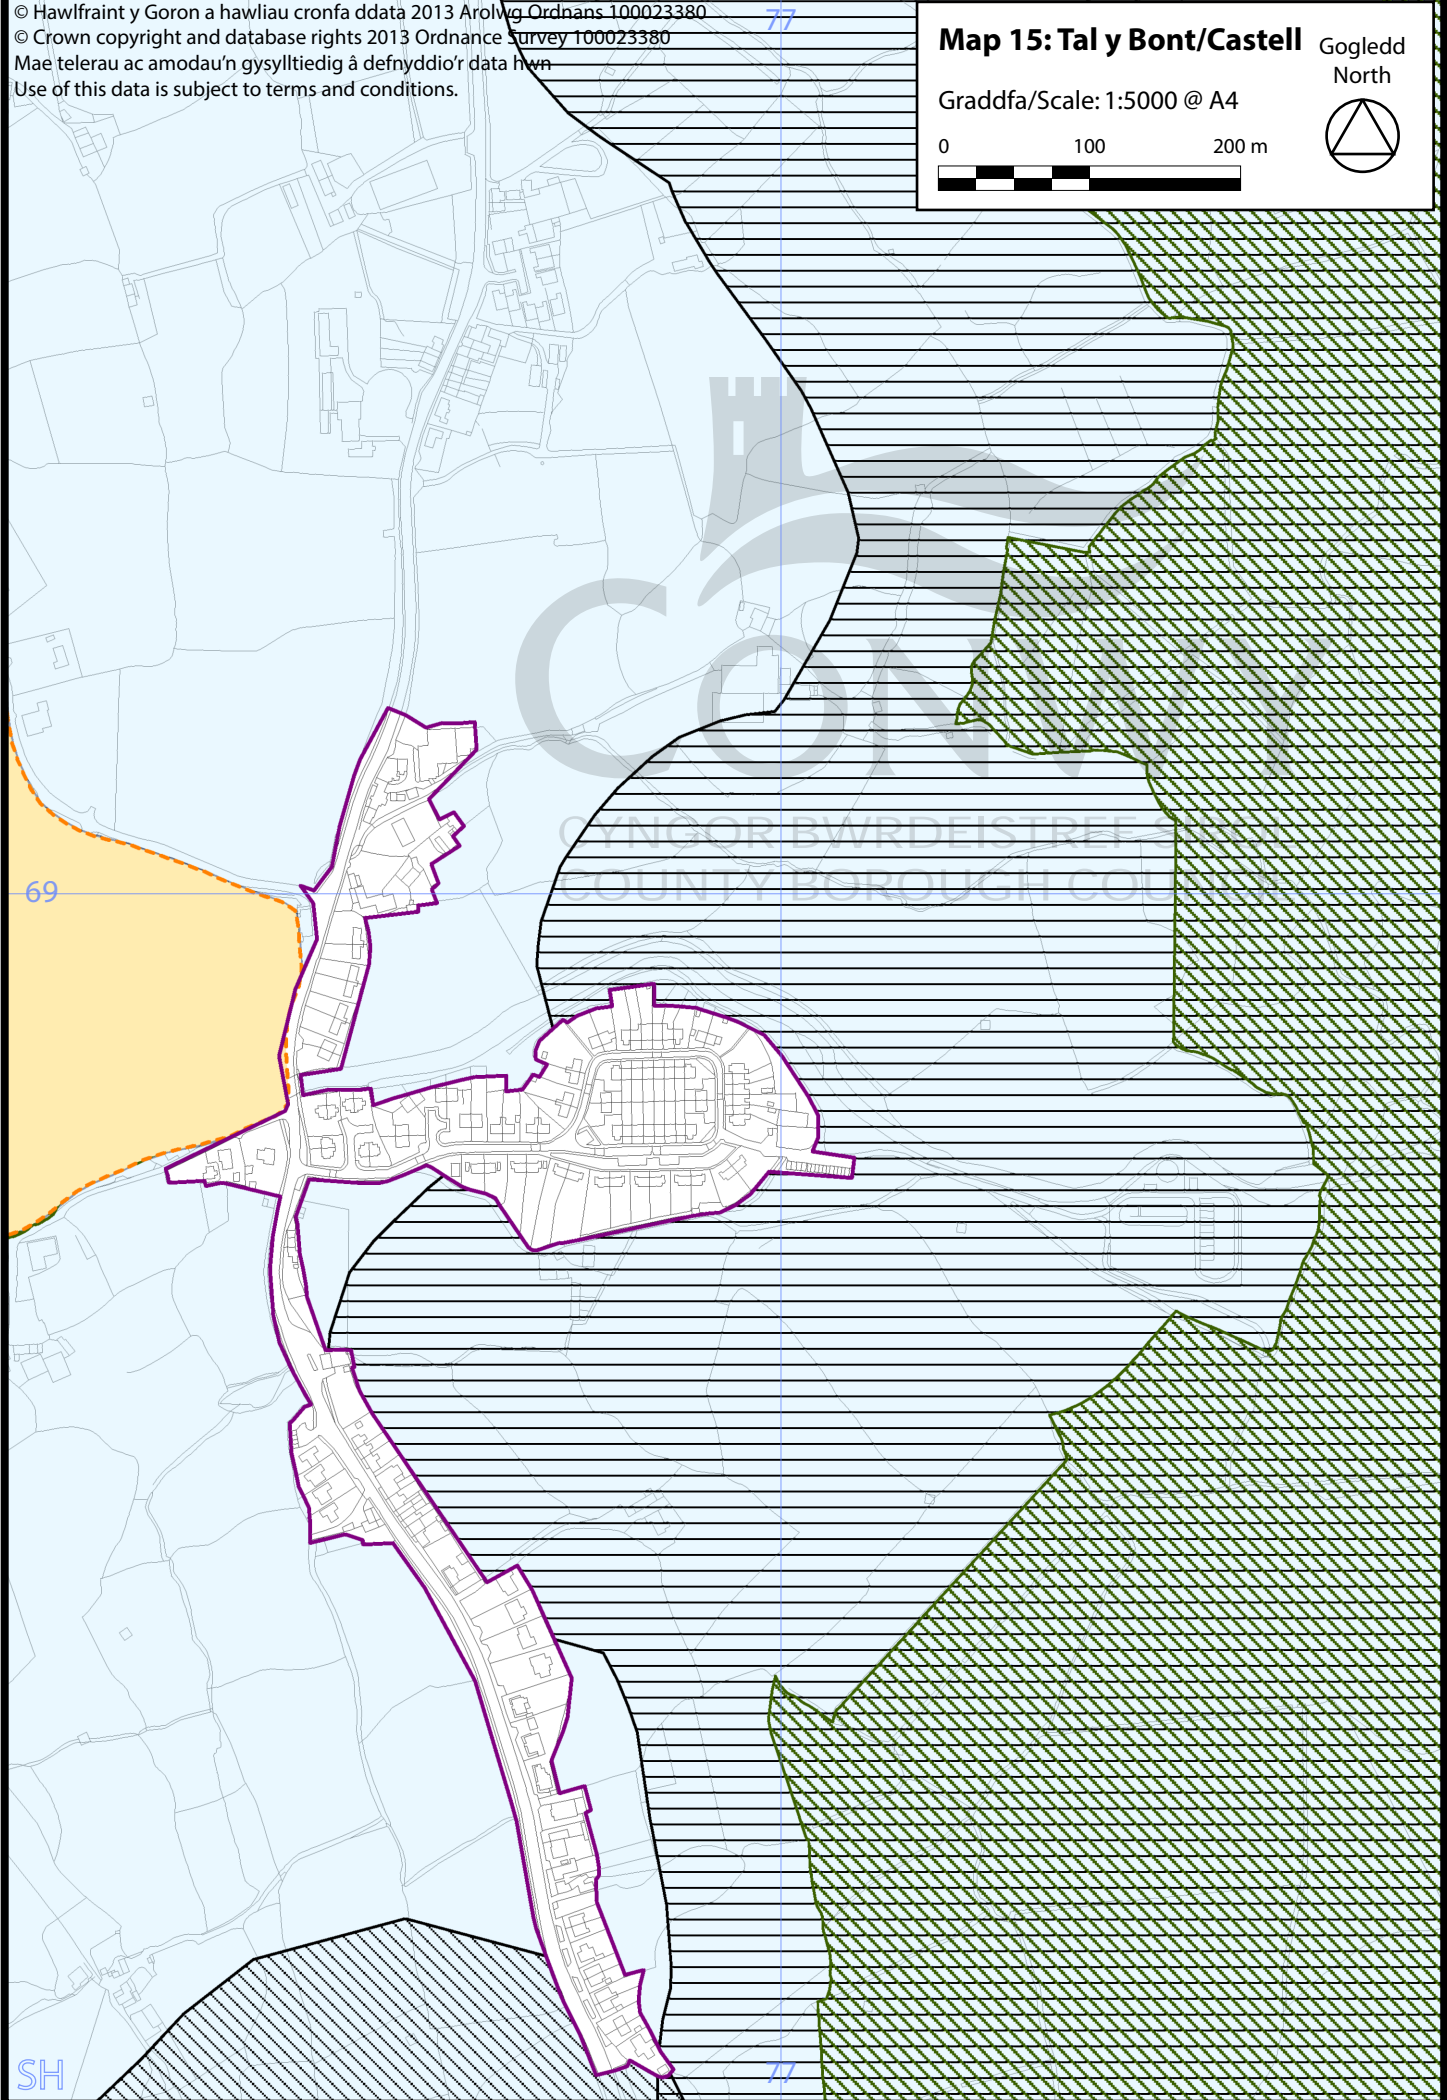 © Hawlfraint y Goron a hawliau cronfa ddata 2013 Arolwg Ordnans 100023380
© Crown copyright and database rights 2013 Ordnance Survey 100023380
Mae telerau ac amodau'n gysylltiedig â defnyddio'r data hwn
Use of this data is subject to terms and conditions.
77
Map 15: Tal y Bont/Castell
Gogledd
North
Graddfa/Scale: 1:5000 @ A4
0 100 200 m
CONWY
CYNGOR BWRDEISTREF SIROL
COUNTY BOROUGH COUNCIL
69
SH
77